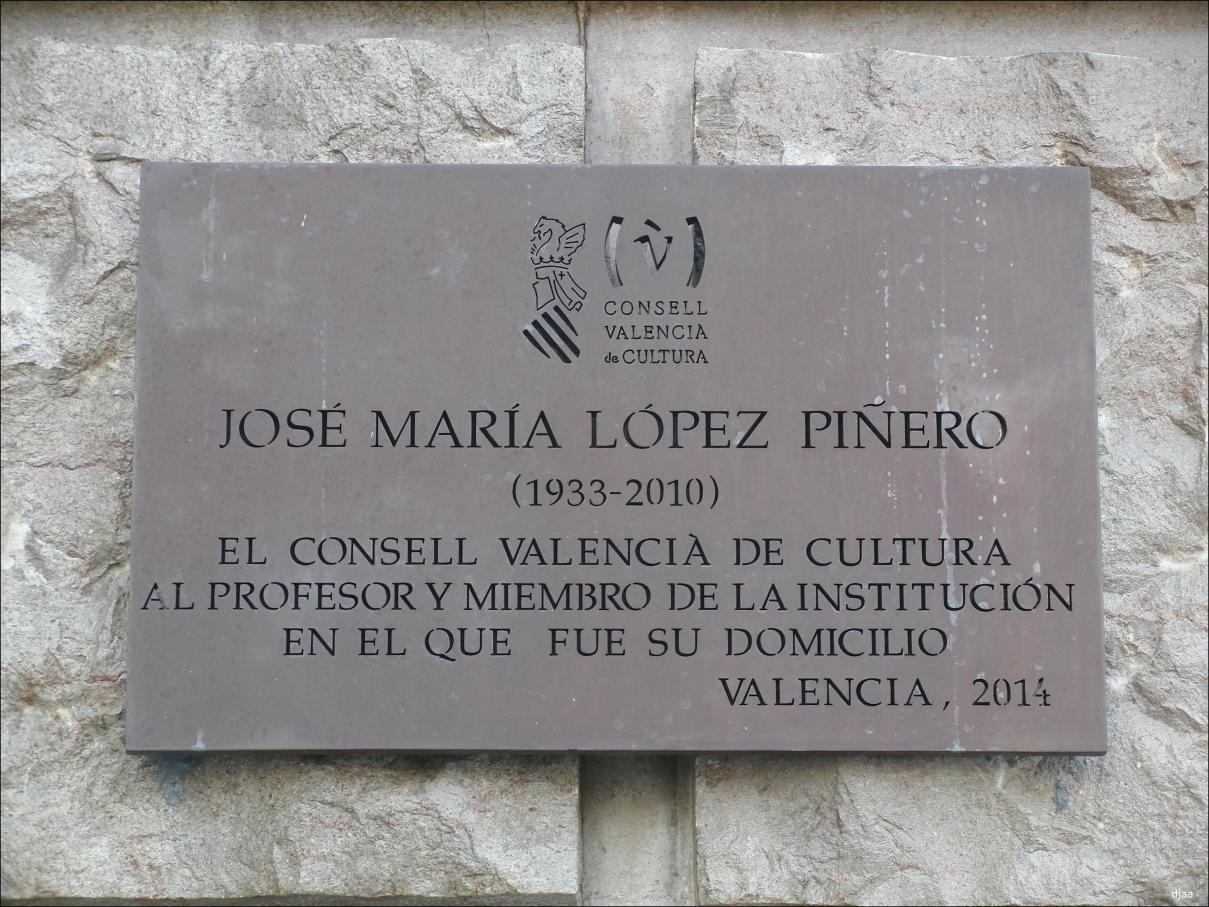 (v̀)
CONSELL
VALENCIÀ
de CULTURA
JOSÉ MARÍA LÓPEZ PIÑERO
(1933-2010)
EL CONSELL VALENCIÀ DE CULTURA
AL PROFESOR Y MIEMBRO DE LA INSTITUCIÓN
EN EL QUE FUE SU DOMICILIO
VALENCIA, 2014
djaa